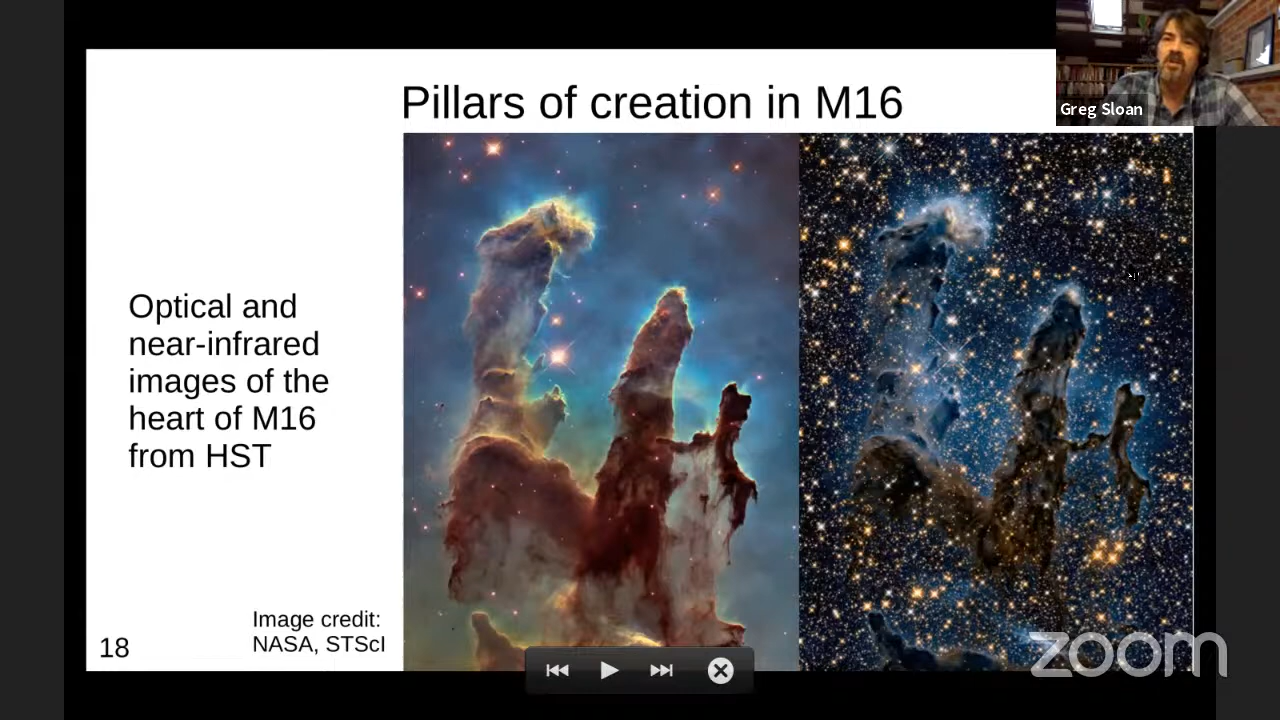 Pillars of creation in M16
Greg Sloan
Optical and
near-infrared
images of the
heart of M16
from HST
Image credit:
NASA, STScI
18
zoom